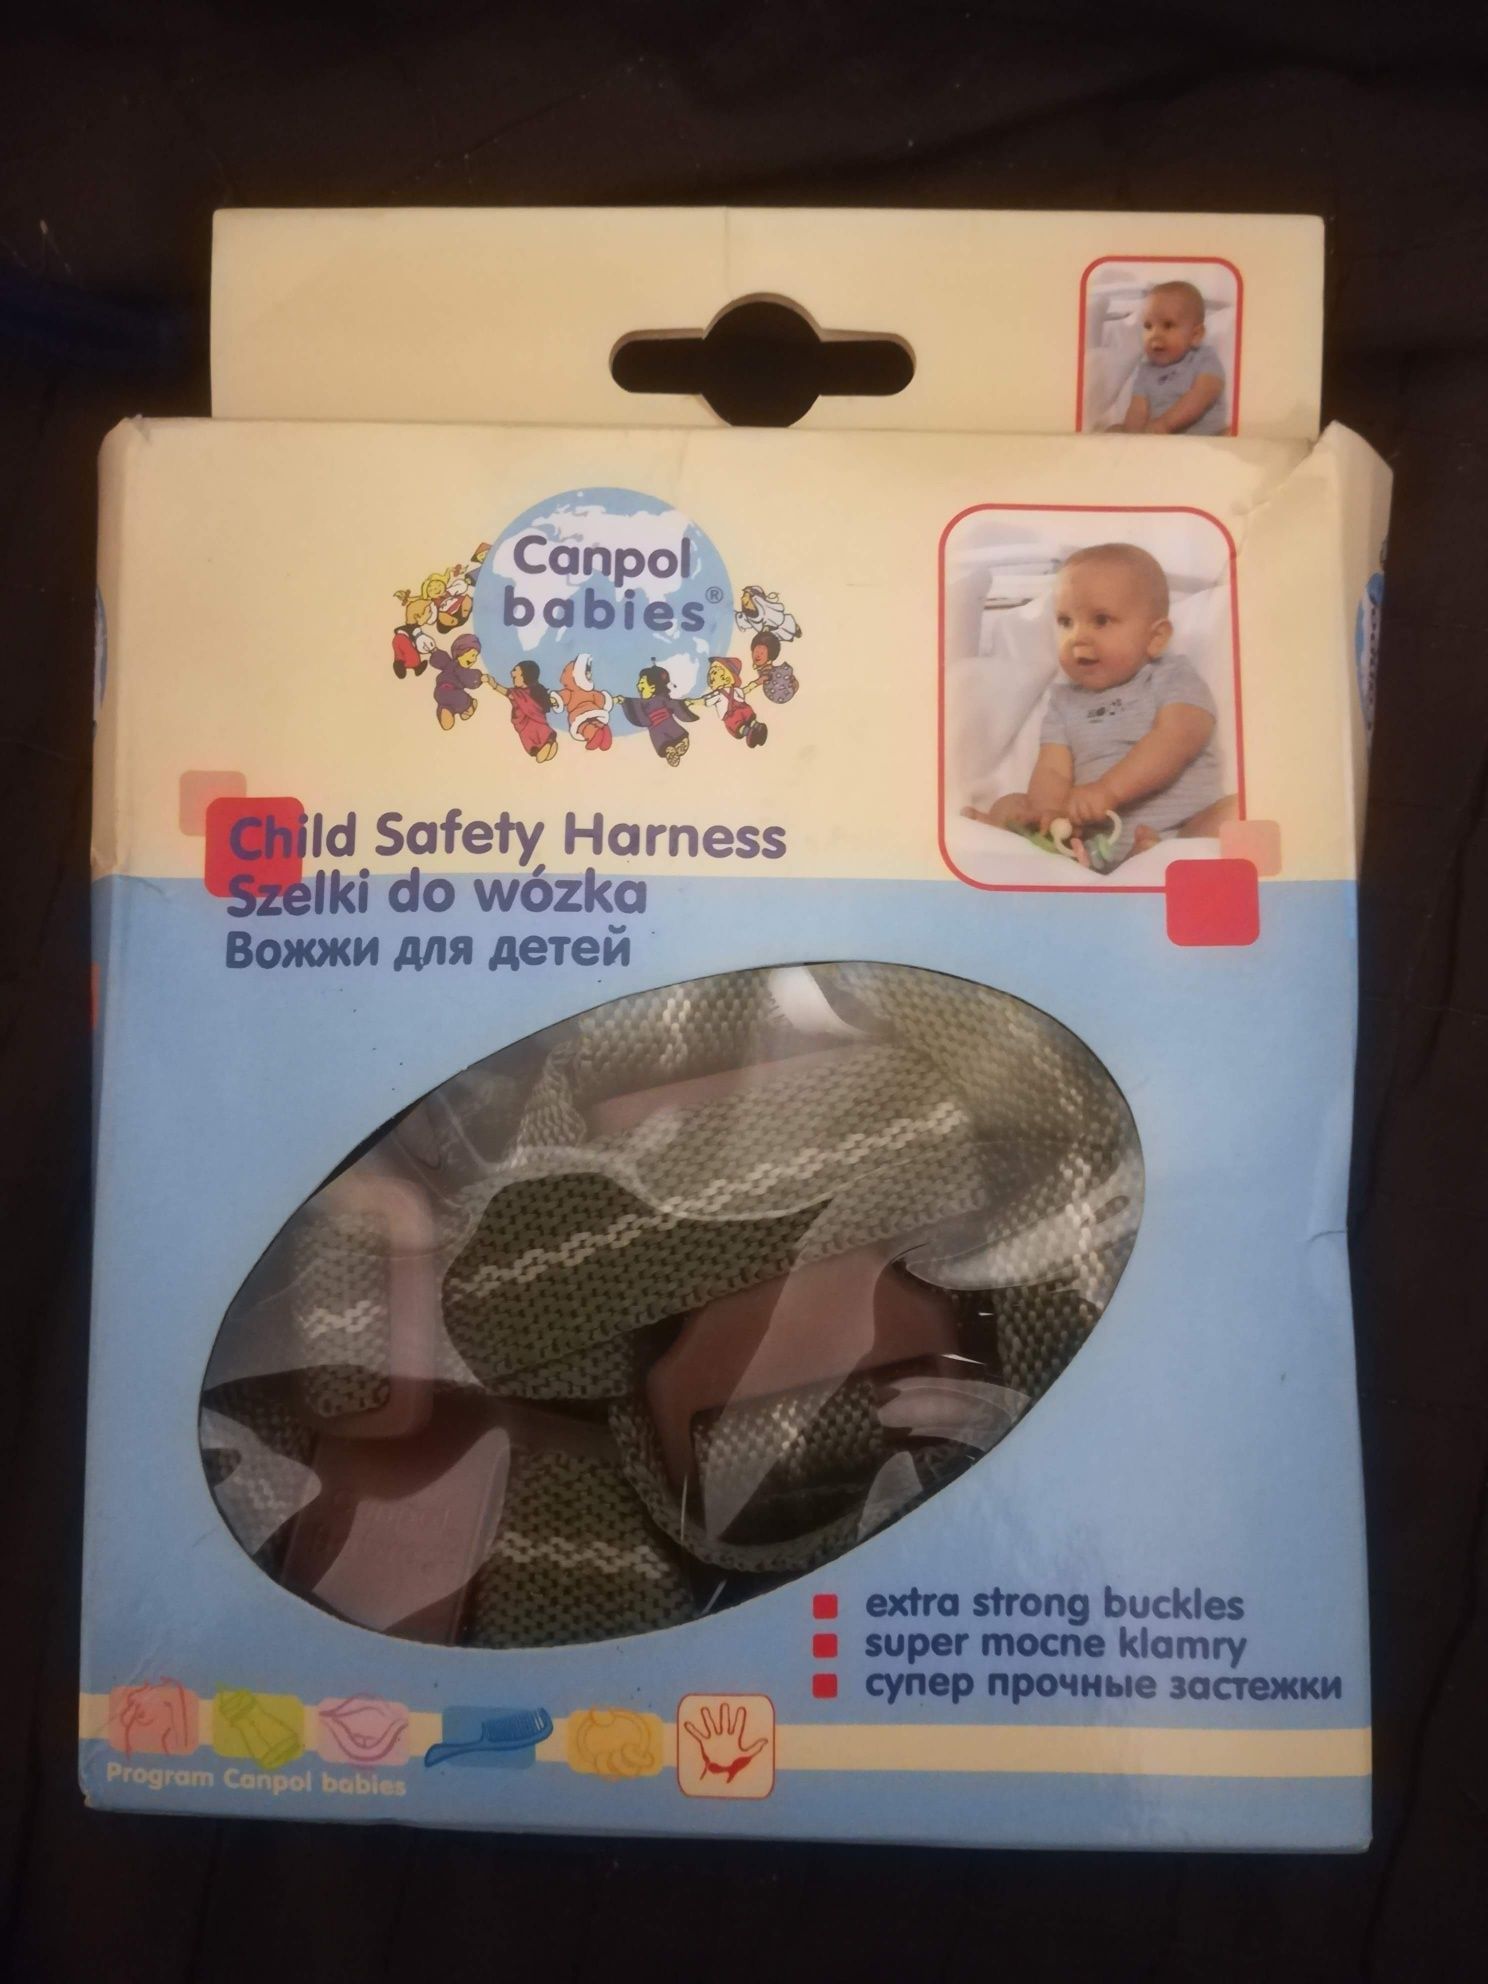 Canpol
babies®
Child Safety Harness
Szelki do wózka
Вожжи для детей
extra strong buckles
super mocne klamry
супер прочные застежки
Program Canpol babies